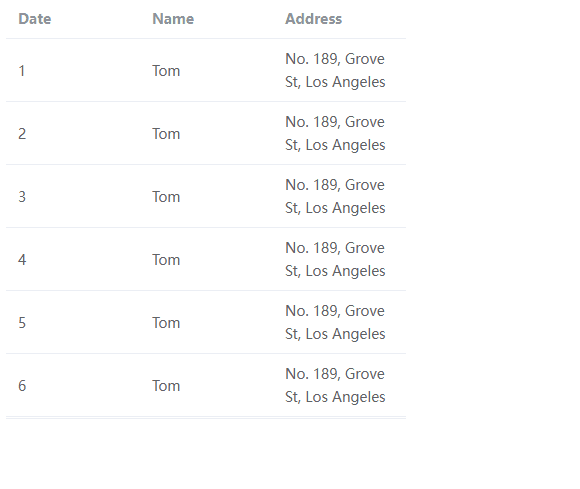 Date Name Address
1 Tom No. 189, Grove
St, Los Angeles
2 Tom No. 189, Grove
St, Los Angeles
3 Tom No. 189, Grove
St, Los Angeles
4 Tom No. 189, Grove
St, Los Angeles
5 Tom No. 189, Grove
St, Los Angeles
6 Tom No. 189, Grove
St, Los Angeles